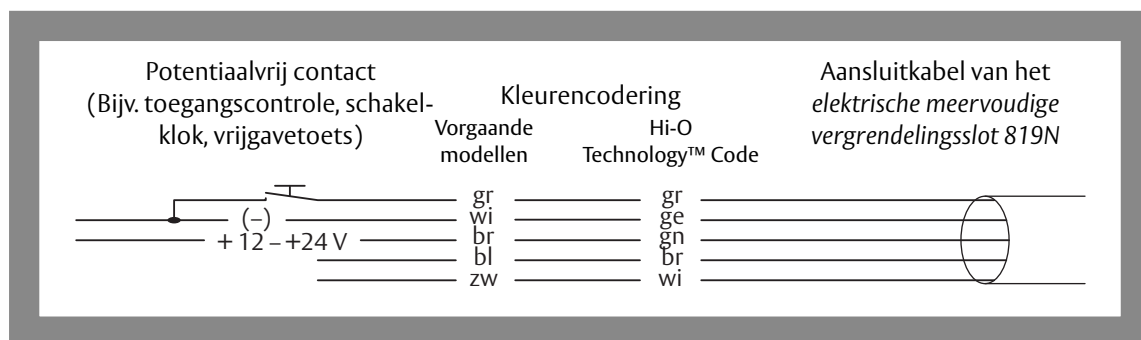 Potentiaalvrij contact
(Bijv. toegangscontrole, schakel-
klok, vrijgavetoets)
Kleurencodering
Vorgaande
modellen
Hi-O
Technology™ Code
Aansluitkabel van het
elektrische meervoudige
vergrendelingsslot 819N
gr gr
(–) wi ge
+ 12 – +24 V br gn
bl br
zw wi